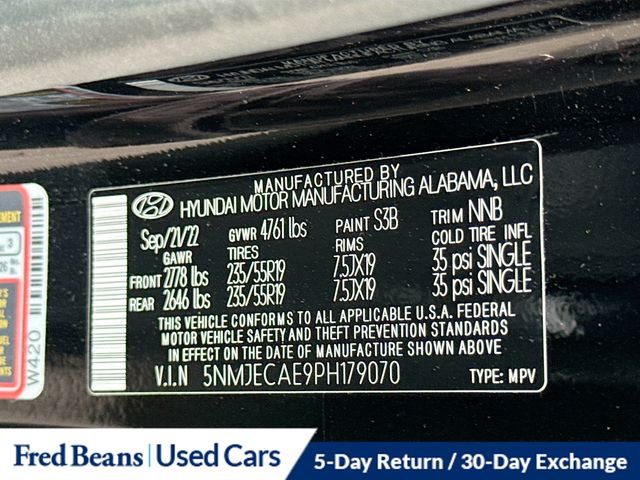 MANUFACTURED BY
HYUNDAI MOTOR MANUFACTURING ALABAMA, LLC
Sep/21/22 GVWR 4761 lbs PAINT S3B TRIM NNB
GAWR TIRES RIMS COLD TIRE INFL
FRONT 2778 lbs 235/55R19 7.5JX19 35 psi SINGLE
REAR 2646 lbs 235/55R19 7.5JX19 35 psi SINGLE
THIS VEHICLE CONFORMS TO ALL APPLICABLE U.S.A. FEDERAL
MOTOR VEHICLE SAFETY AND THEFT PREVENTION STANDARDS
IN EFFECT ON THE DATE OF MANUFACTURE SHOWN ABOVE.
V.I.N 5NMJECAE9PH179070 TYPE: MPV
W420
Fred Beans Used Cars
5-Day Return / 30-Day Exchange